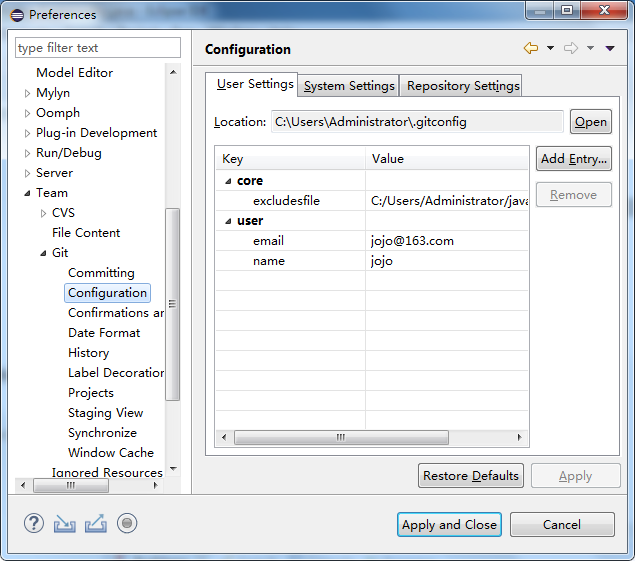 Preferences
type filter text
Model Editor
Mylyn
Oomph
Plug-in Development
Run/Debug
Server
Team
CVS
File Content
Git
Committing
Configuration
Confirmations ar
Date Format
History
Label Decoration
Projects
Staging View
Synchronize
Window Cache
Ignored Resources
Configuration
User Settings System Settings Repository Settings
Location: C:\Users\Administrator\.gitconfig Open
Key Value
core
excludesfile C:/Users/Administrator/java
user
email jojo@163.com
name jojo
Add Entry...
Remove
Restore Defaults Apply
? Apply and Close Cancel